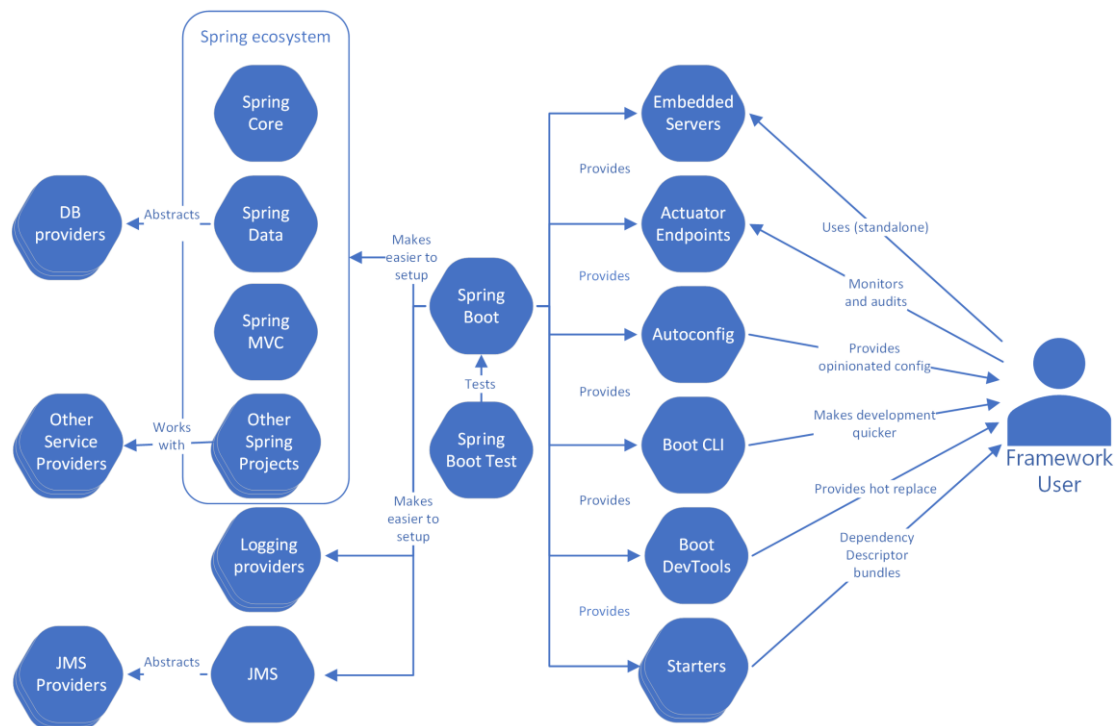 Spring ecosystem
Spring
Core
DB
providers
Abstracts
Spring
Data
Spring
MVC
Other
Service
Providers
Works
with
Other
Spring
Projects
Logging
providers
JMS
Providers
Abstracts
JMS
Makes
easier to
setup
Makes
easier to
setup
Spring
Boot
Tests
Spring
Boot Test
Embedded
Servers
Provides
Actuator
Endpoints
Provides
Autoconfig
Provides
Boot CLI
Provides
Boot
DevTools
Provides
Starters
Uses (standalone)
Monitors
and audits
Provides
opinionated config
Makes development
quicker
Provides hot replace
Dependency
Descriptor
bundles
Framework
User